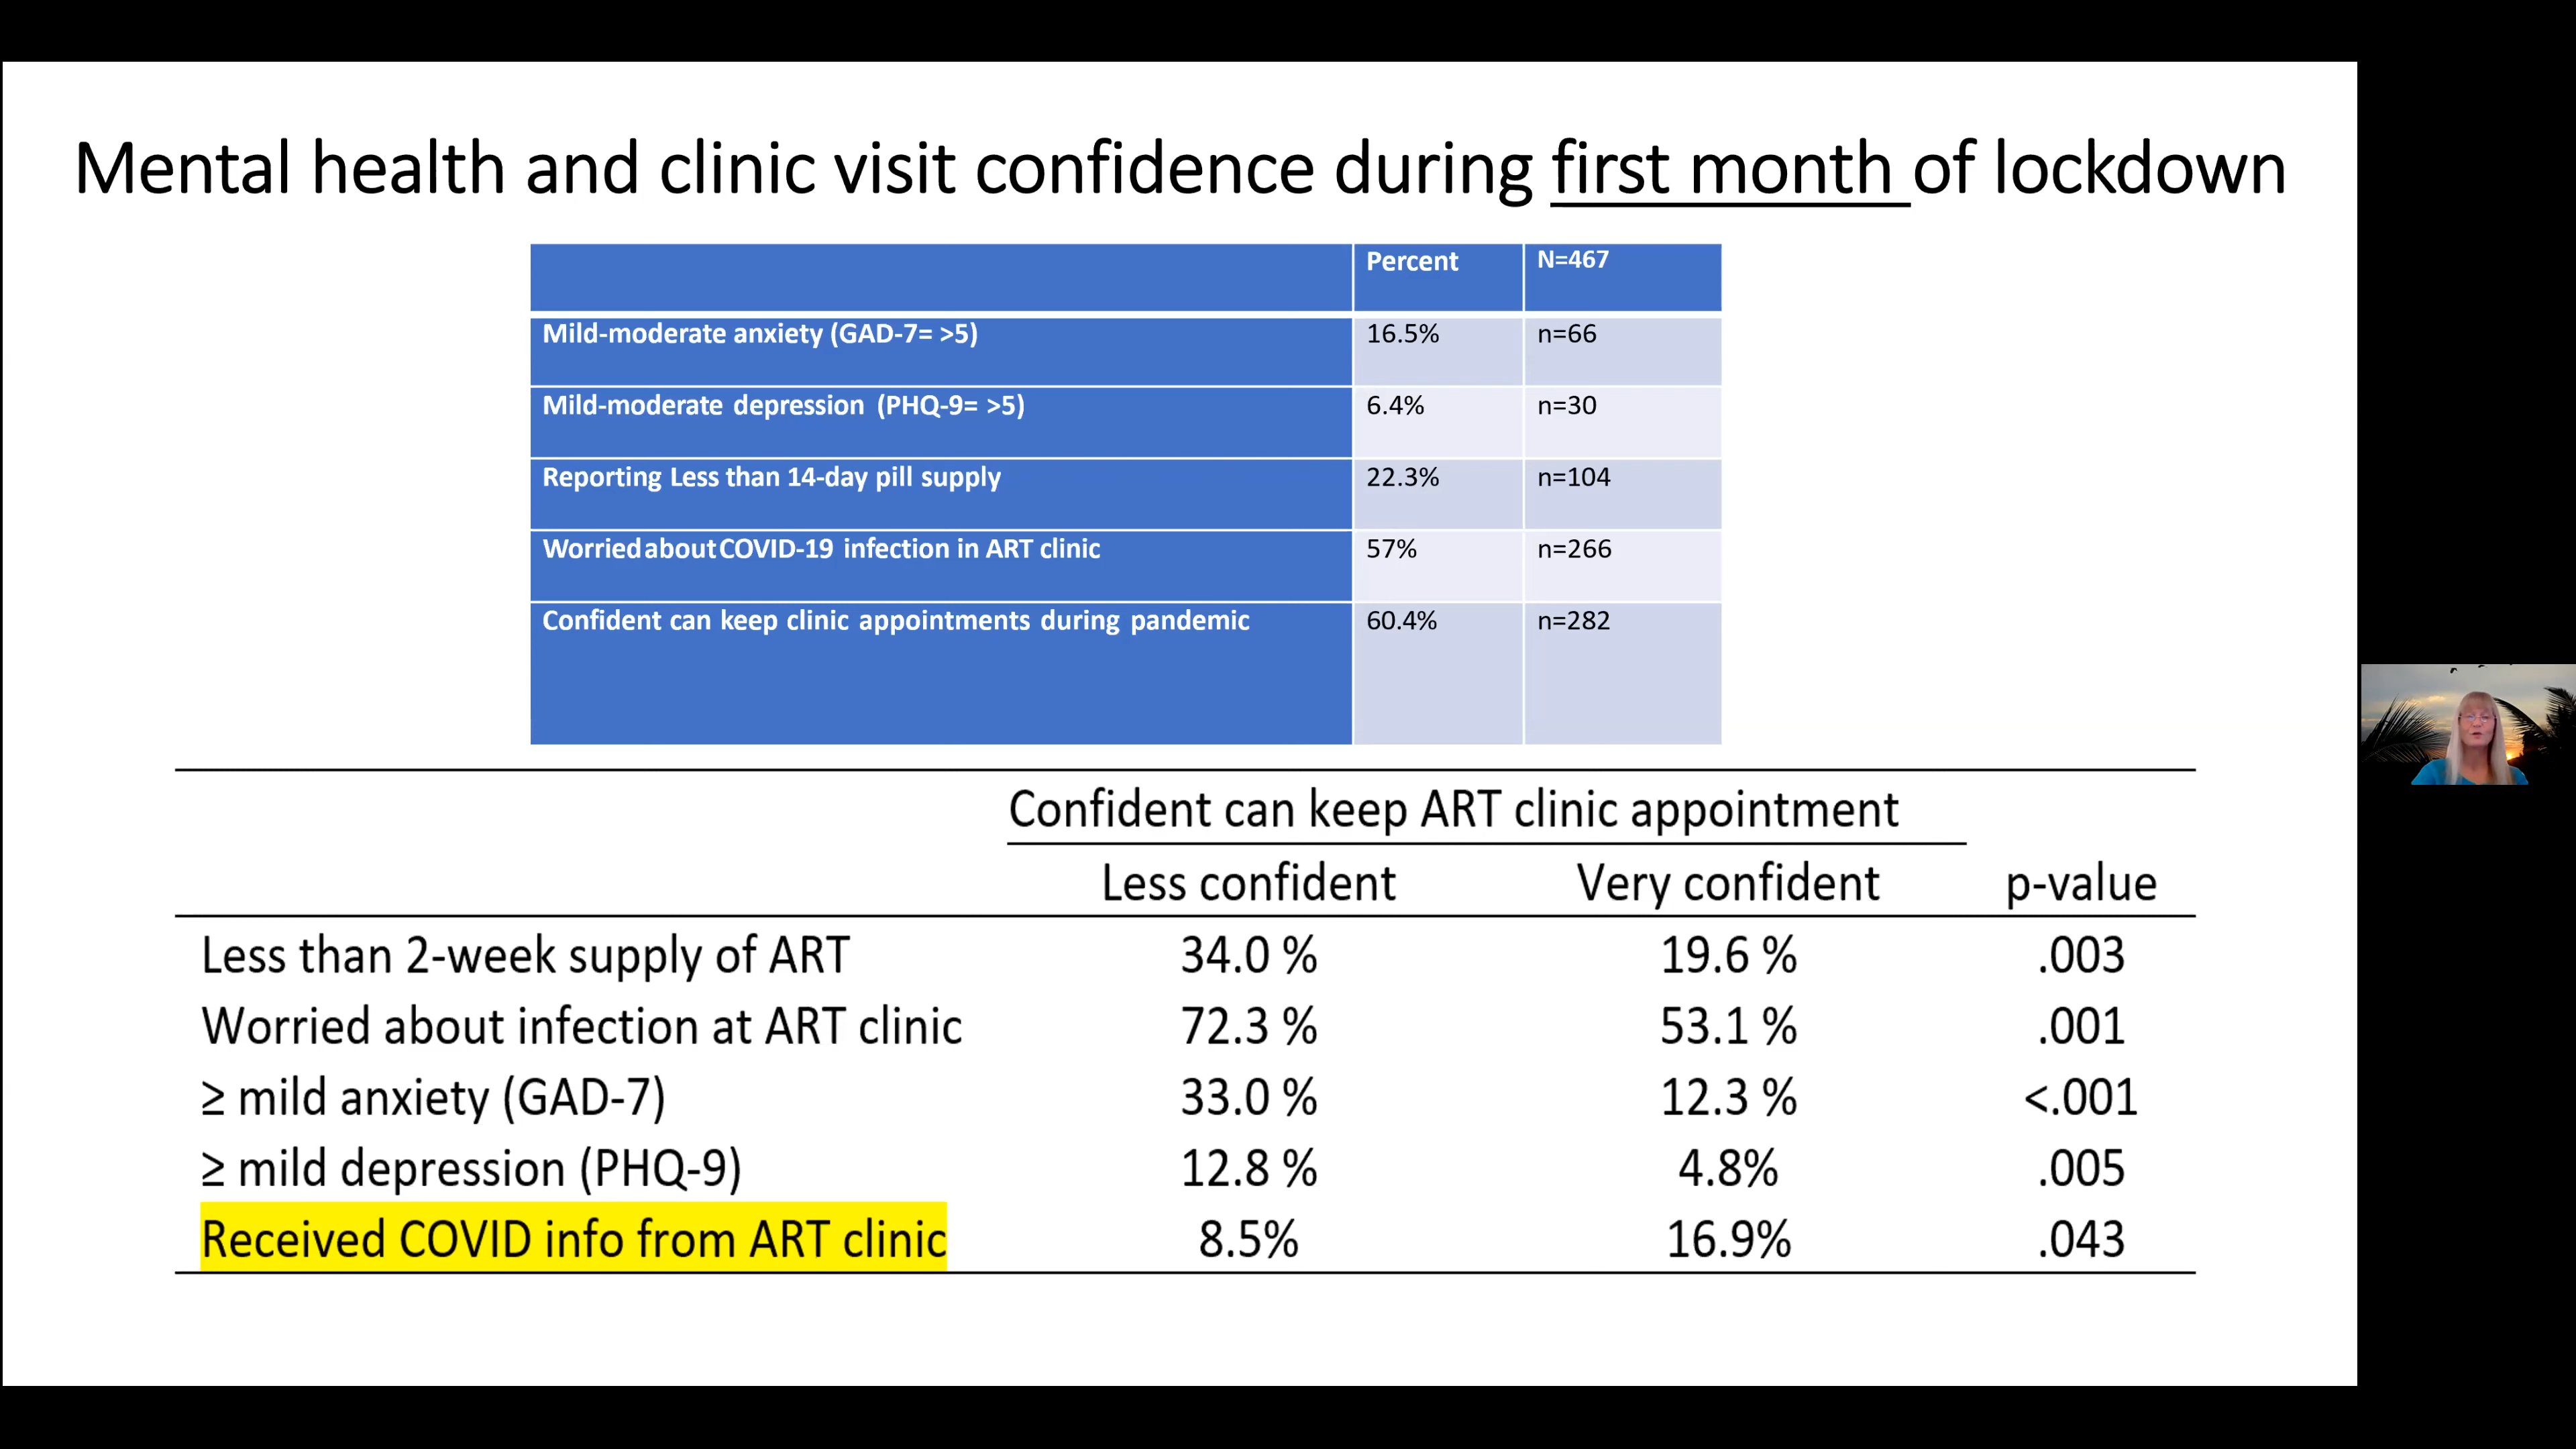 Mental health and clinic visit confidence during first month of lockdown
Percent N=467
Mild-moderate anxiety (GAD-7= >5) 16.5% n=66
Mild-moderate depression (PHQ-9= >5) 6.4% n=30
Reporting Less than 14-day pill supply 22.3% n=104
Worried about COVID-19 infection in ART clinic 57% n=266
Confident can keep clinic appointments during pandemic 60.4% n=282
Confident can keep ART clinic appointment
Less confident Very confident p-value
Less than 2-week supply of ART 34.0 % 19.6 % .003
Worried about infection at ART clinic 72.3 % 53.1 % .001
≥ mild anxiety (GAD-7) 33.0 % 12.3 % <.001
≥ mild depression (PHQ-9) 12.8 % 4.8% .005
Received COVID info from ART clinic 8.5% 16.9% .043